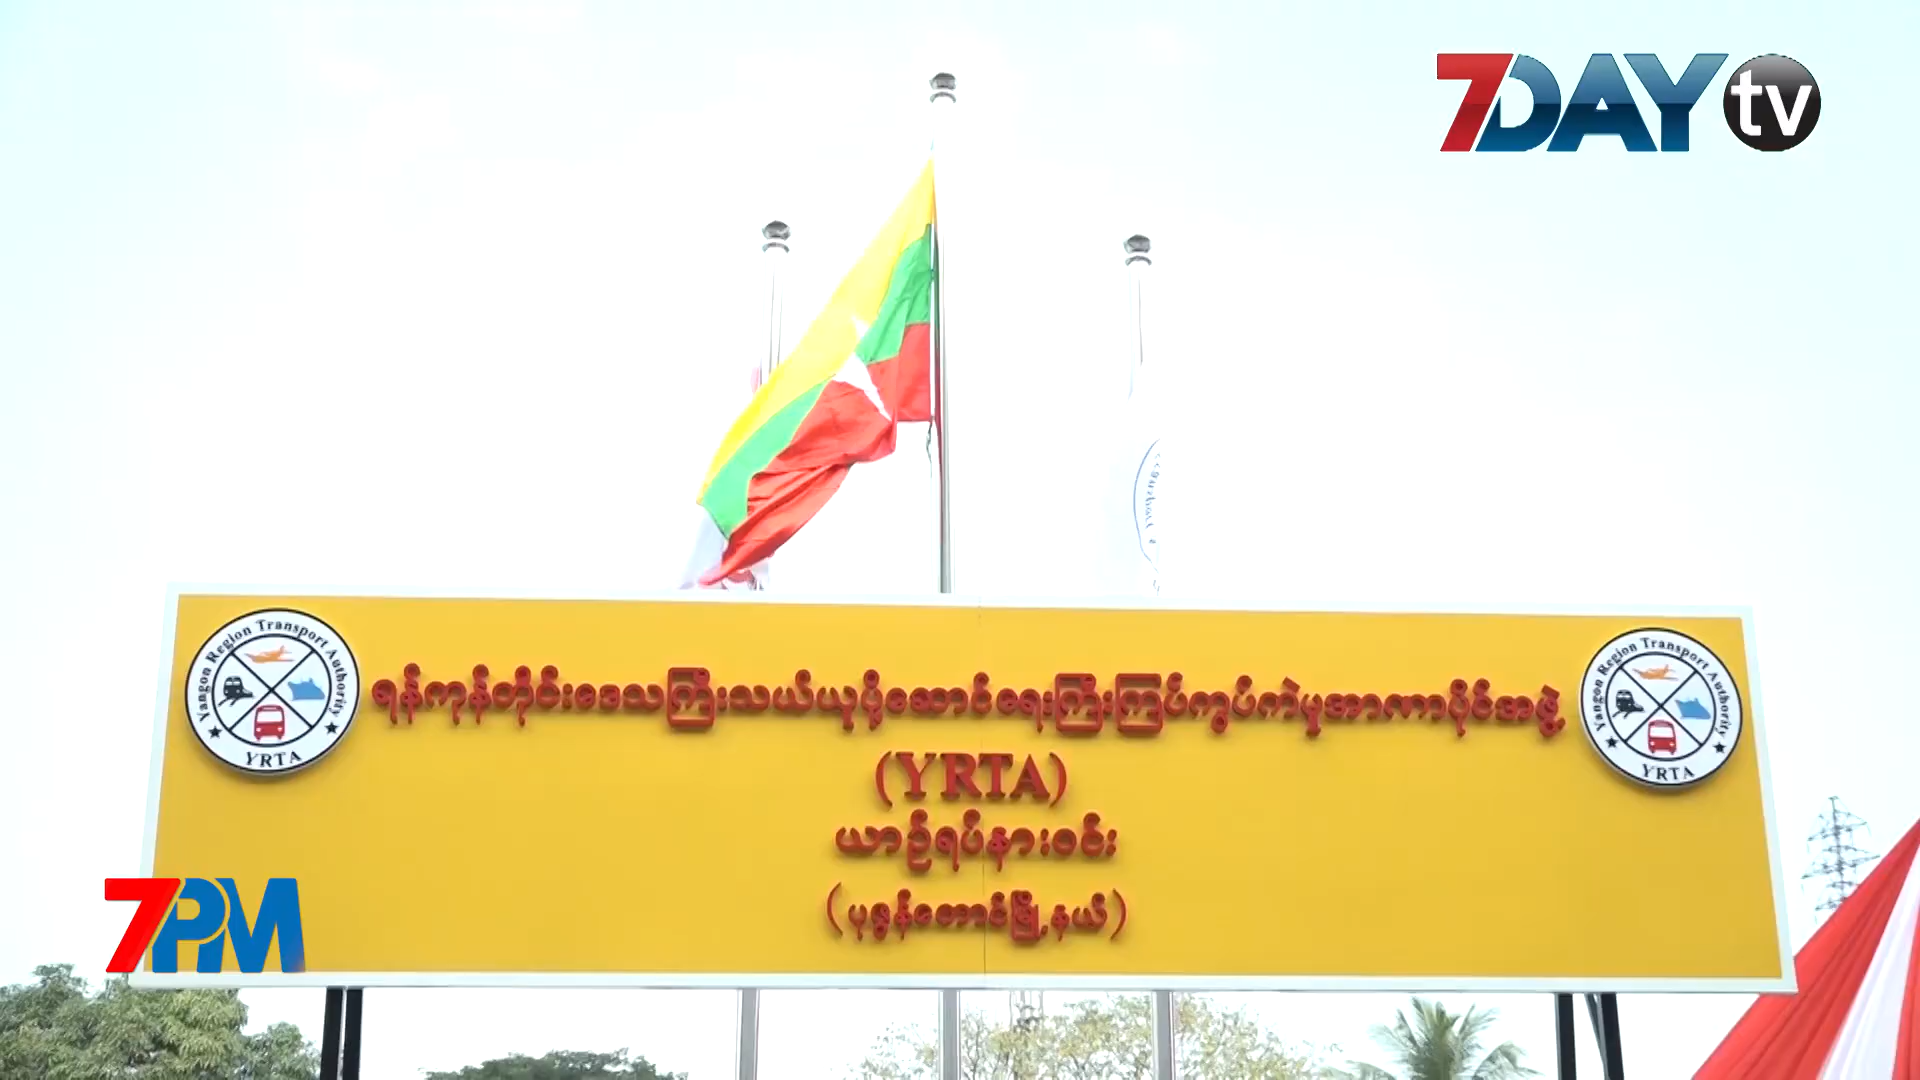 7DAY tv
Yangon Region Transport Authority
YRTA
ရန်ကုန်တိုင်းဒေသကြီးသယ်ယူပို့ဆောင်ရေးကြီးကြပ်ကွပ်ကဲမှုအာဏာပိုင်အဖွဲ့
Yangon Region Transport Authority
YRTA
(YRTA)
ယာဉ်ရပ်နားဝင်း
(ပုဇွန်တောင်မြို့နယ်)
7PM